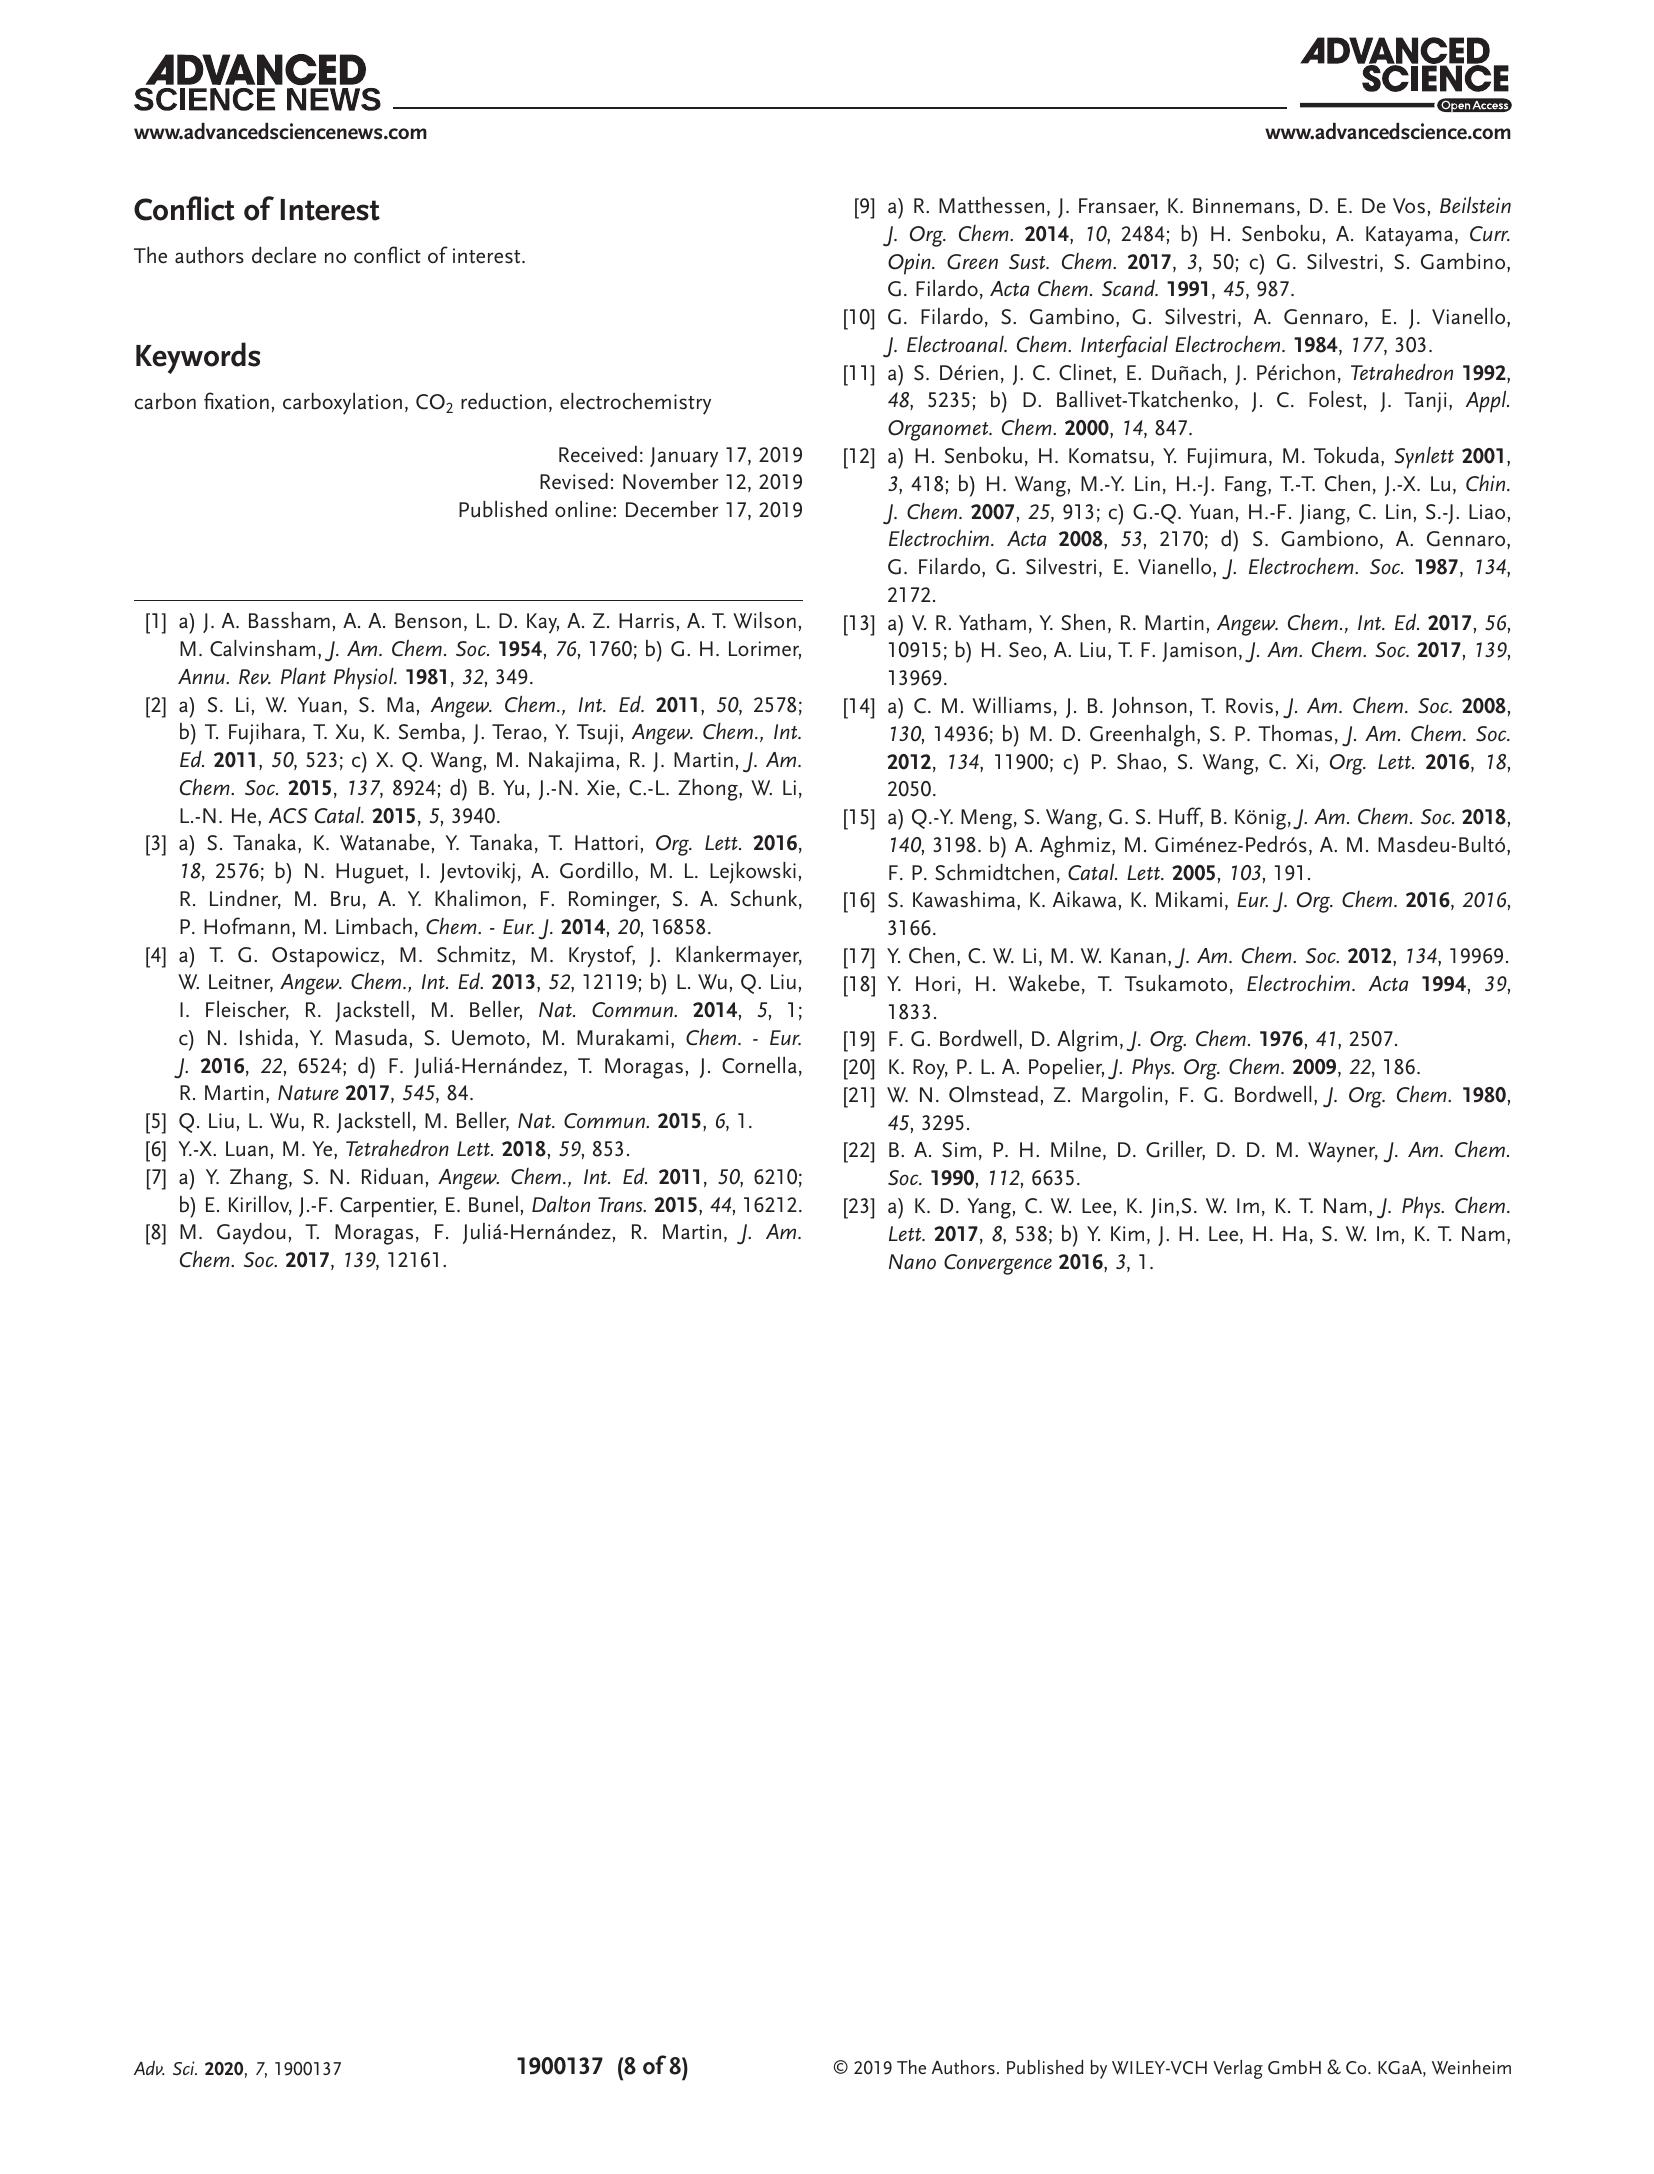 ADVANCED
SCIENCE NEWS
www.advancedsciencenews.com
ADVANCED
SCIENCE
Open Access
www.advancedscience.com
Conflict of Interest
The authors declare no conflict of interest.
Keywords
carbon fixation, carboxylation, CO₂ reduction, electrochemistry
Received: January 17, 2019
Revised: November 12, 2019
Published online: December 17, 2019
[1] a) J. A. Bassham, A. A. Benson, L. D. Kay, A. Z. Harris, A. T. Wilson,
M. Calvinsham, J. Am. Chem. Soc. 1954, 76, 1760; b) G. H. Lorimer,
Annu. Rev. Plant Physiol. 1981, 32, 349.
[2] a) S. Li, W. Yuan, S. Ma, Angew. Chem., Int. Ed. 2011, 50, 2578;
b) T. Fujihara, T. Xu, K. Semba, J. Terao, Y. Tsuji, Angew. Chem., Int.
Ed. 2011, 50, 523; c) X. Q. Wang, M. Nakajima, R. J. Martin, J. Am.
Chem. Soc. 2015, 137, 8924; d) B. Yu, J.-N. Xie, C.-L. Zhong, W. Li,
L.-N. He, ACS Catal. 2015, 5, 3940.
[3] a) S. Tanaka, K. Watanabe, Y. Tanaka, T. Hattori, Org. Lett. 2016,
18, 2576; b) N. Huguet, I. Jevtovikj, A. Gordillo, M. L. Lejkowski,
R. Lindner, M. Bru, A. Y. Khalimon, F. Rominger, S. A. Schunk,
P. Hofmann, M. Limbach, Chem. - Eur. J. 2014, 20, 16858.
[4] a) T. G. Ostapowicz, M. Schmitz, M. Krystof, J. Klankermayer,
W. Leitner, Angew. Chem., Int. Ed. 2013, 52, 12119; b) L. Wu, Q. Liu,
I. Fleischer, R. Jackstell, M. Beller, Nat. Commun. 2014, 5, 1;
c) N. Ishida, Y. Masuda, S. Uemoto, M. Murakami, Chem. - Eur.
J. 2016, 22, 6524; d) F. Juliá-Hernández, T. Moragas, J. Cornella,
R. Martin, Nature 2017, 545, 84.
[5] Q. Liu, L. Wu, R. Jackstell, M. Beller, Nat. Commun. 2015, 6, 1.
[6] Y.-X. Luan, M. Ye, Tetrahedron Lett. 2018, 59, 853.
[7] a) Y. Zhang, S. N. Riduan, Angew. Chem., Int. Ed. 2011, 50, 6210;
b) E. Kirillov, J.-F. Carpentier, E. Bunel, Dalton Trans. 2015, 44, 16212.
[8] M. Gaydou, T. Moragas, F. Juliá-Hernández, R. Martin, J. Am.
Chem. Soc. 2017, 139, 12161.
[9] a) R. Matthessen, J. Fransaer, K. Binnemans, D. E. De Vos, Beilstein
J. Org. Chem. 2014, 10, 2484; b) H. Senboku, A. Katayama, Curr.
Opin. Green Sust. Chem. 2017, 3, 50; c) G. Silvestri, S. Gambino,
G. Filardo, Acta Chem. Scand. 1991, 45, 987.
[10] G. Filardo, S. Gambino, G. Silvestri, A. Gennaro, E. J. Vianello,
J. Electroanal. Chem. Interfacial Electrochem. 1984, 177, 303.
[11] a) S. Dérien, J. C. Clinet, E. Duñach, J. Périchon, Tetrahedron 1992,
48, 5235; b) D. Ballivet-Tkatchenko, J. C. Folest, J. Tanji, Appl.
Organomet. Chem. 2000, 14, 847.
[12] a) H. Senboku, H. Komatsu, Y. Fujimura, M. Tokuda, Synlett 2001,
3, 418; b) H. Wang, M.-Y. Lin, H.-J. Fang, T.-T. Chen, J.-X. Lu, Chin.
J. Chem. 2007, 25, 913; c) G.-Q. Yuan, H.-F. Jiang, C. Lin, S.-J. Liao,
Electrochim. Acta 2008, 53, 2170; d) S. Gambiono, A. Gennaro,
G. Filardo, G. Silvestri, E. Vianello, J. Electrochem. Soc. 1987, 134,
2172.
[13] a) V. R. Yatham, Y. Shen, R. Martin, Angew. Chem., Int. Ed. 2017, 56,
10915; b) H. Seo, A. Liu, T. F. Jamison, J. Am. Chem. Soc. 2017, 139,
13969.
[14] a) C. M. Williams, J. B. Johnson, T. Rovis, J. Am. Chem. Soc. 2008,
130, 14936; b) M. D. Greenhalgh, S. P. Thomas, J. Am. Chem. Soc.
2012, 134, 11900; c) P. Shao, S. Wang, C. Xi, Org. Lett. 2016, 18,
2050.
[15] a) Q.-Y. Meng, S. Wang, G. S. Huff, B. König, J. Am. Chem. Soc. 2018,
140, 3198. b) A. Aghmiz, M. Giménez-Pedrós, A. M. Masdeu-Bultó,
F. P. Schmidtchen, Catal. Lett. 2005, 103, 191.
[16] S. Kawashima, K. Aikawa, K. Mikami, Eur. J. Org. Chem. 2016, 2016,
3166.
[17] Y. Chen, C. W. Li, M. W. Kanan, J. Am. Chem. Soc. 2012, 134, 19969.
[18] Y. Hori, H. Wakebe, T. Tsukamoto, Electrochim. Acta 1994, 39,
1833.
[19] F. G. Bordwell, D. Algrim, J. Org. Chem. 1976, 41, 2507.
[20] K. Roy, P. L. A. Popelier, J. Phys. Org. Chem. 2009, 22, 186.
[21] W. N. Olmstead, Z. Margolin, F. G. Bordwell, J. Org. Chem. 1980,
45, 3295.
[22] B. A. Sim, P. H. Milne, D. Griller, D. D. M. Wayner, J. Am. Chem.
Soc. 1990, 112, 6635.
[23] a) K. D. Yang, C. W. Lee, K. Jin,S. W. Im, K. T. Nam, J. Phys. Chem.
Lett. 2017, 8, 538; b) Y. Kim, J. H. Lee, H. Ha, S. W. Im, K. T. Nam,
Nano Convergence 2016, 3, 1.
Adv. Sci. 2020, 7, 1900137
1900137 (8 of 8)
© 2019 The Authors. Published by WILEY-VCH Verlag GmbH & Co. KGaA, Weinheim